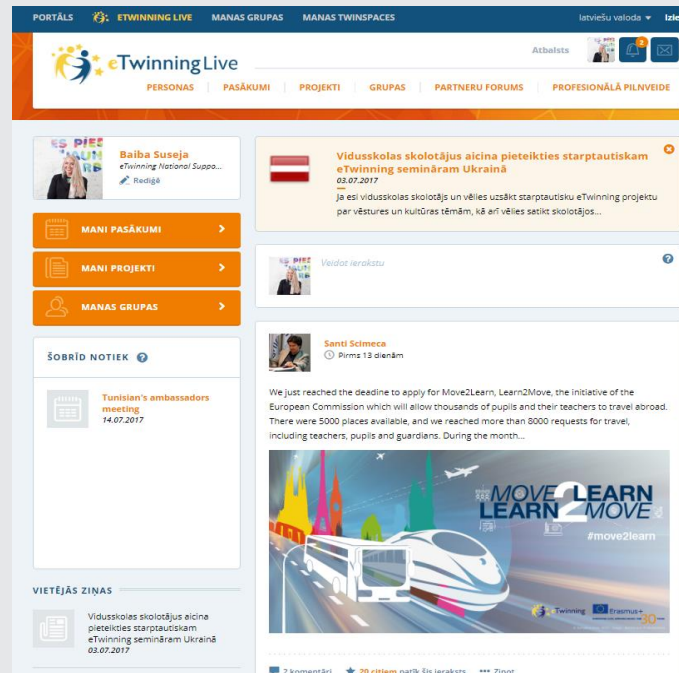 PORTĀLS ETWINNING LIVE MANAS GRUPAS MANAS TWINSPACES latviešu valoda Izie
eTwinning Live
Atbalsts 2
PERSONAS PASĀKUMI PROJEKTI GRUPAS PARTNERU FORUMS PROFESIONĀLĀ PILNVEIDE
Baiba Suseja
eTwinning National Suppo...
Rediģē
MANI PASĀKUMI
MANI PROJEKTI
MANAS GRUPAS
ŠOBRĪD NOTIEK
Tunisian's ambassadors
meeting
14.07.2017
VIETĒJĀS ZIŅAS
Vidusskolas skolotājus aicina
pieteikties starptautiskam
eTwinning semināram Ukrainā
03.07.2017
Vidusskolas skolotājus aicina pieteikties starptautiskam
eTwinning semināram Ukrainā
03.07.2017
Ja esi vidusskolas skolotājs un vēlies uzsākt starptautisku eTwinning projektu
par vēstures un kultūras tēmām, kā arī vēlies satikt skolotājos...
Veidot ierakstu
Santi Scimeca
Pirms 13 dienām
We just reached the deadine to apply for Move2Learn, Learn2Move, the initiative of the
European Commission which will allow thousands of pupils and their teachers to travel abroad.
There were 5000 places available, and we reached more than 8000 requests for travel,
including teachers, pupils and guardians. During the month...
MOVE2LEARN
LEARN2MOVE
#move2learn
eTwinning Erasmus+
30
2 komentāri 20 citiem patīk šis ieraksts Ziņot